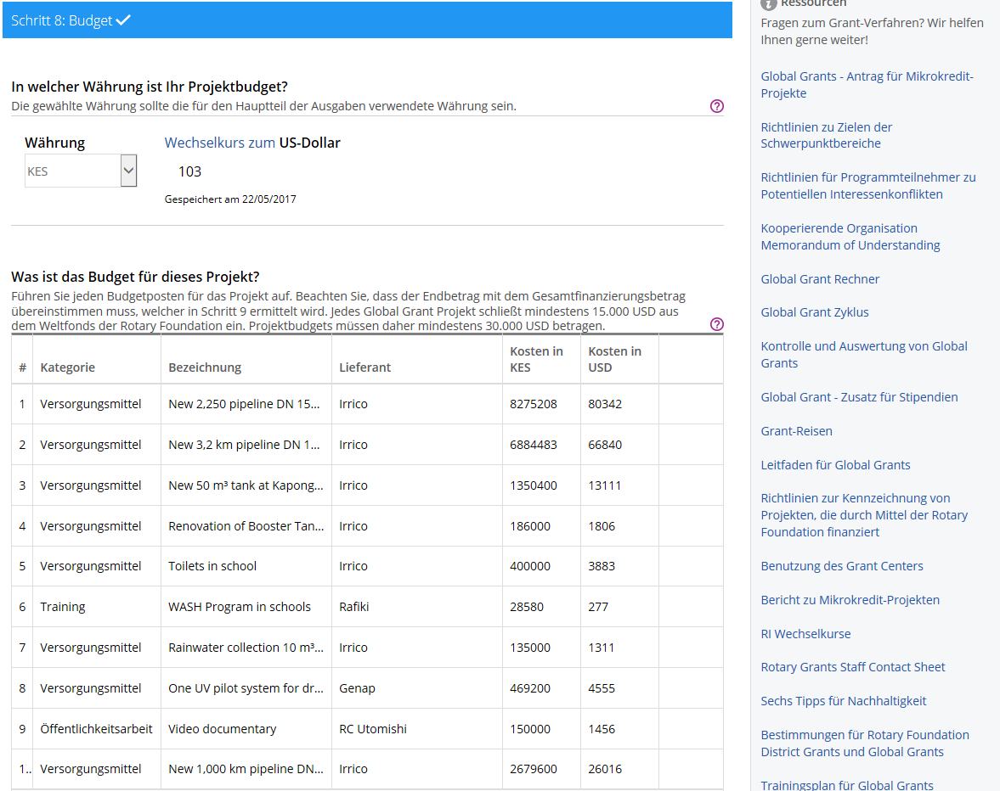 Schritt 8: Budget
In welcher Währung ist Ihr Projektbudget?
Die gewählte Währung sollte die für den Hauptteil der Ausgaben verwendete Währung sein.
Währung Wechselkurs zum US-Dollar
KES 103
Gespeichert am 22/05/2017
Was ist das Budget für dieses Projekt?
Führen Sie jeden Budgetposten für das Projekt auf. Beachten Sie, dass der Endbetrag mit dem Gesamtfinanzierungsbetrag
übereinstimmen muss, welcher in Schritt 9 ermittelt wird. Jedes Global Grant Projekt schließt mindestens 15.000 USD aus
dem Weltfonds der Rotary Foundation ein. Projektbudgets müssen daher mindestens 30.000 USD betragen.
# Kategorie Bezeichnung Lieferant Kosten in KES Kosten in USD
1 Versorgungsmittel New 2,250 pipeline DN 15... Irrico 8275208 80342
2 Versorgungsmittel New 3,2 km pipeline DN 1... Irrico 6884483 66840
3 Versorgungsmittel New 50 m³ tank at Kapong... Irrico 1350400 13111
4 Versorgungsmittel Renovation of Booster Tan... Irrico 186000 1806
5 Versorgungsmittel Toilets in school Irrico 400000 3883
6 Training WASH Program in schools Rafiki 28580 277
7 Versorgungsmittel Rainwater collection 10 m³... Irrico 135000 1311
8 Versorgungsmittel One UV pilot system for dr... Genap 469200 4555
9 Öffentlichkeitsarbeit Video documentary RC Utomishi 150000 1456
1.. Versorgungsmittel New 1,000 km pipeline DN... Irrico 2679600 26016
Ressourcen
Fragen zum Grant-Verfahren? Wir helfen
Ihnen gerne weiter!
Global Grants - Antrag für Mikrokredit-
Projekte
Richtlinien zu Zielen der
Schwerpunktbereiche
Richtlinien für Programmteilnehmer zu
Potentiellen Interessenkonflikten
Kooperierende Organisation
Memorandum of Understanding
Global Grant Rechner
Global Grant Zyklus
Kontrolle und Auswertung von Global
Grants
Global Grant - Zusatz für Stipendien
Grant-Reisen
Leitfaden für Global Grants
Richtlinien zur Kennzeichnung von
Projekten, die durch Mittel der Rotary
Foundation finanziert
Benutzung des Grant Centers
Bericht zu Mikrokredit-Projekten
RI Wechselkurse
Rotary Grants Staff Contact Sheet
Sechs Tipps für Nachhaltigkeit
Bestimmungen für Rotary Foundation
District Grants und Global Grants
Trainingsplan für Global Grants